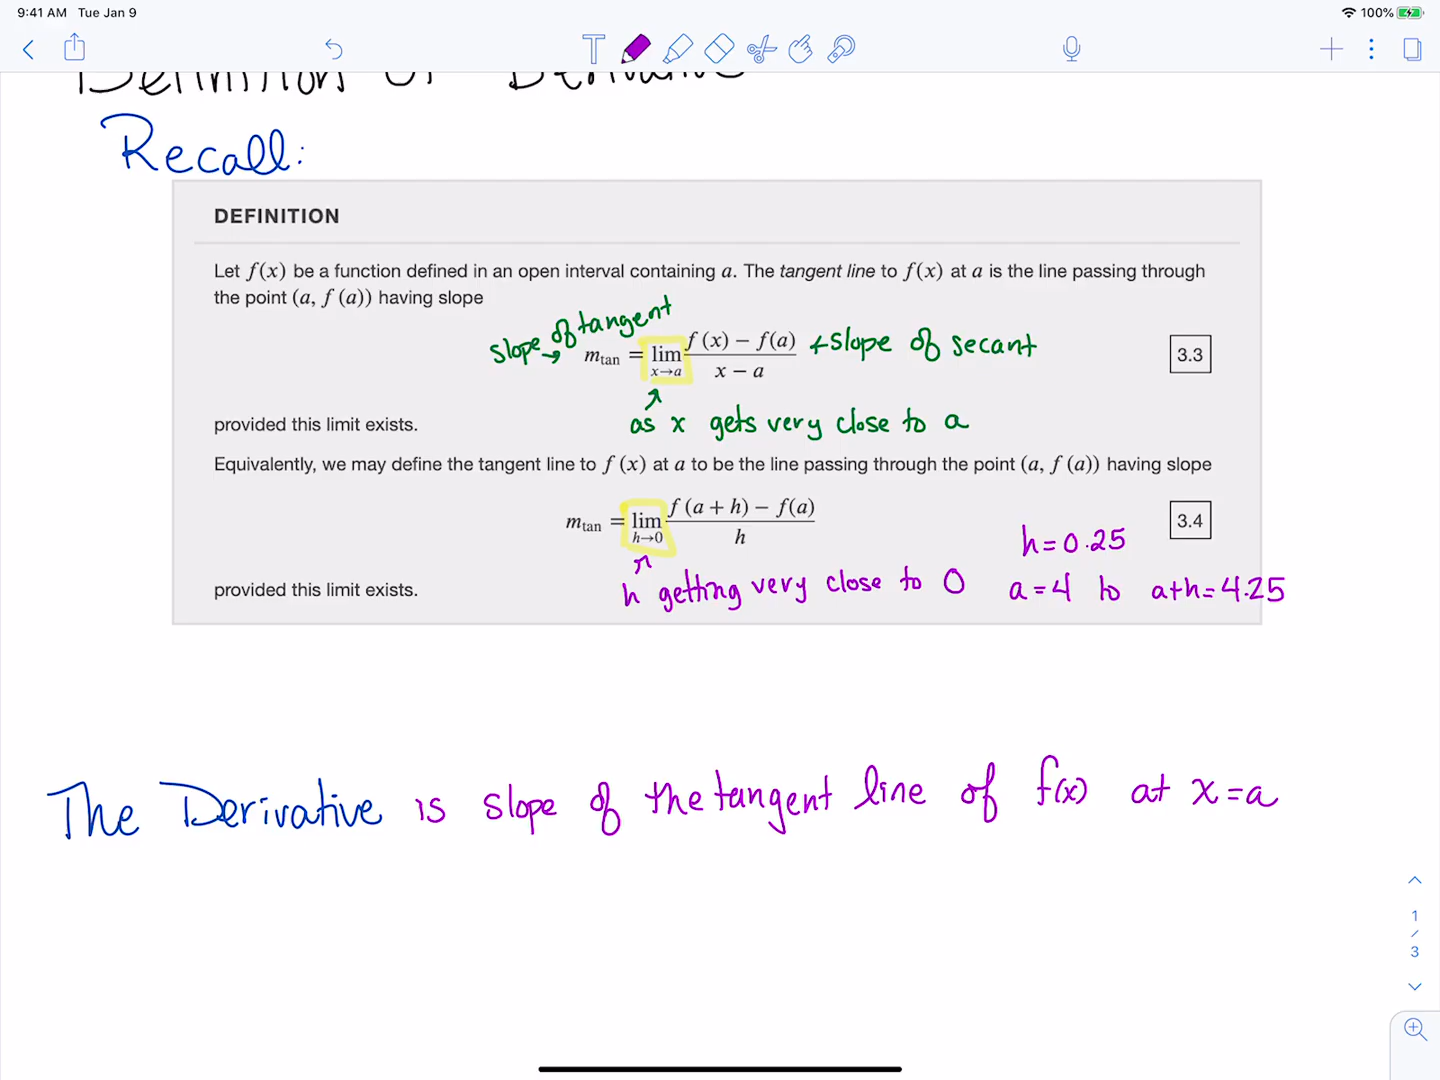 9:41 AM Tue Jan 9
100%
Definition of Derivative
Recall:
DEFINITION
Let f(x) be a function defined in an open interval containing a. The tangent line to f(x) at a is the line passing through
the point (a, f (a)) having slope
slope of tangent
m_tan = lim x→a (f (x) − f(a)) / (x − a)
slope of secant
3.3
as x gets very close to a
provided this limit exists.
Equivalently, we may define the tangent line to f (x) at a to be the line passing through the point (a, f (a)) having slope
m_tan = lim h→0 (f (a + h) − f(a)) / h
3.4
h=0.25
h getting very close to 0
a=4 to a+h=4.25
provided this limit exists.
The Derivative is slope of the tangent line of f(x) at x=a
1
/
3